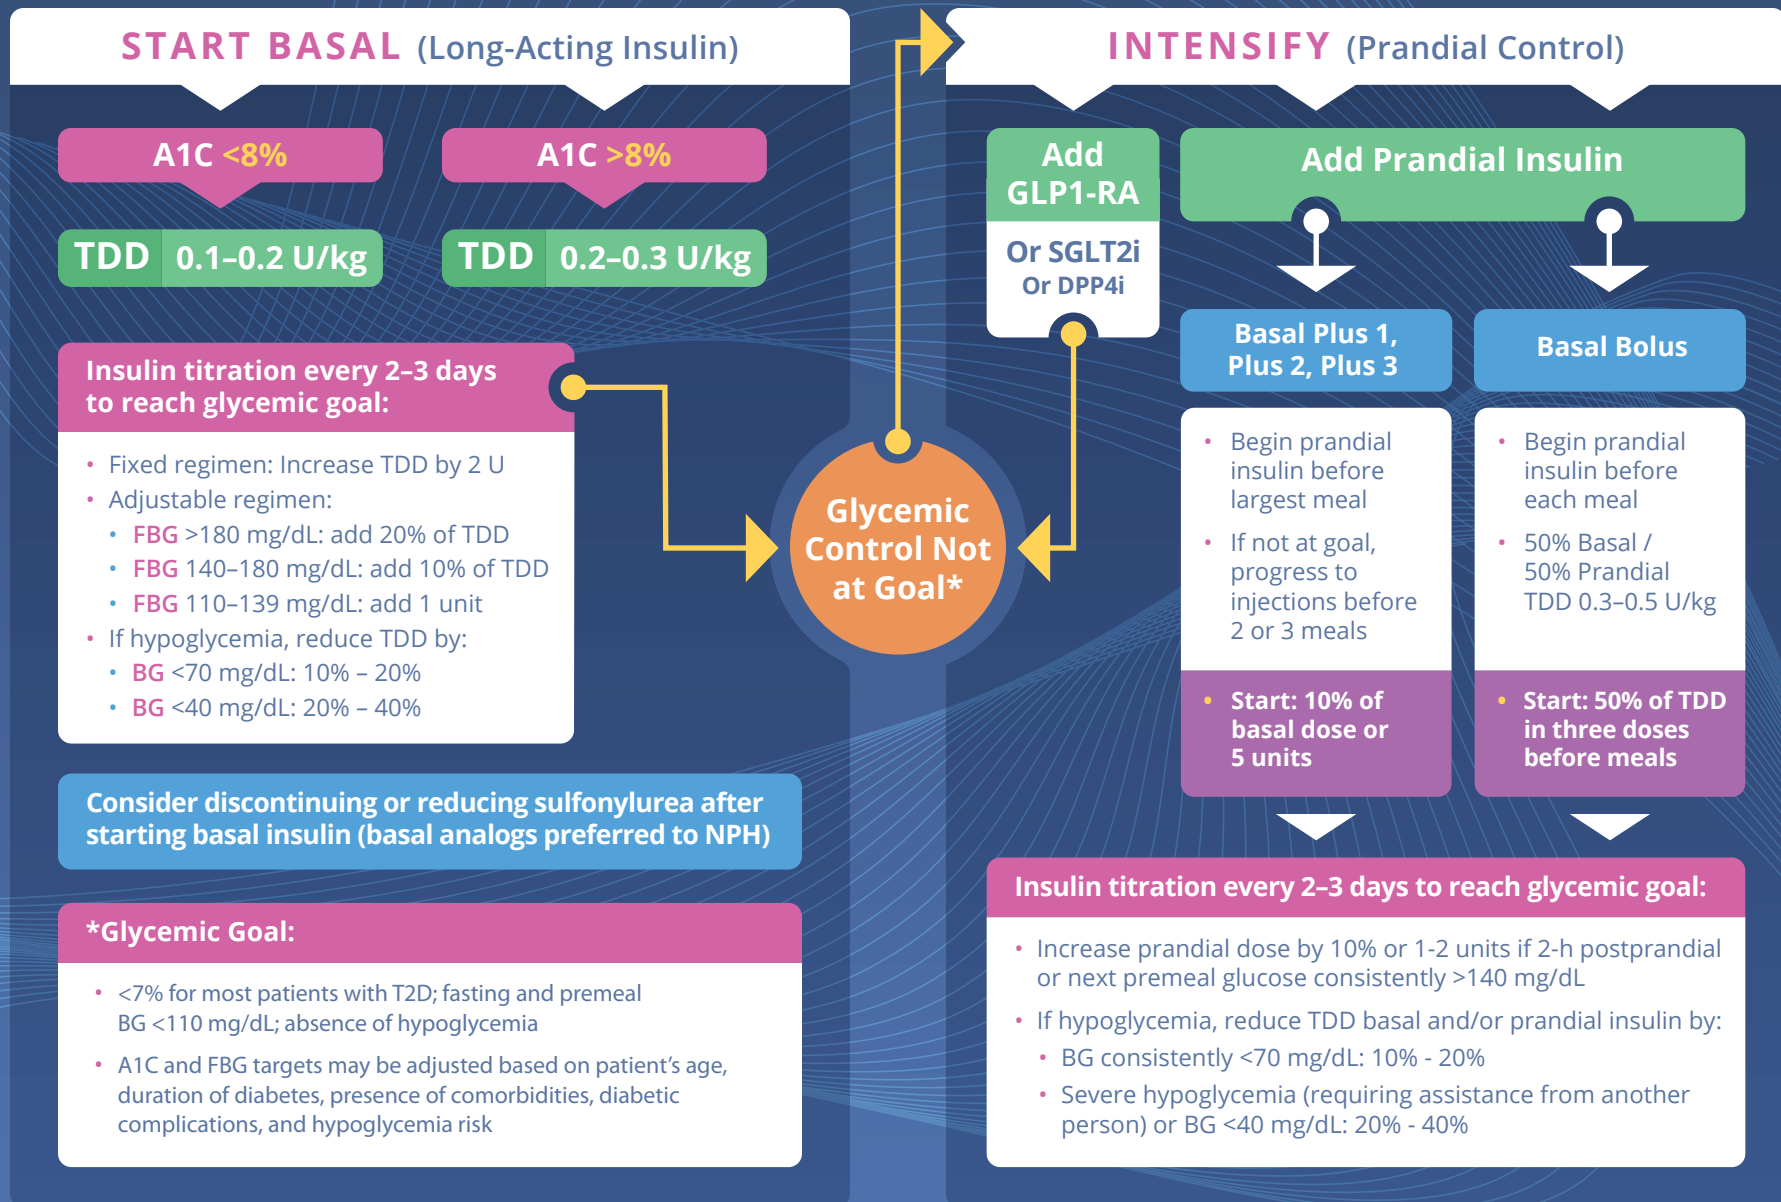 START BASAL (Long-Acting Insulin)
A1C <8%
A1C >8%
TDD 0.1–0.2 U/kg
TDD 0.2–0.3 U/kg
Insulin titration every 2–3 days
to reach glycemic goal:
• Fixed regimen: Increase TDD by 2 U
• Adjustable regimen:
• FBG >180 mg/dL: add 20% of TDD
• FBG 140–180 mg/dL: add 10% of TDD
• FBG 110–139 mg/dL: add 1 unit
• If hypoglycemia, reduce TDD by:
• BG <70 mg/dL: 10% – 20%
• BG <40 mg/dL: 20% – 40%
Consider discontinuing or reducing sulfonylurea after
starting basal insulin (basal analogs preferred to NPH)
*Glycemic Goal:
• <7% for most patients with T2D; fasting and premeal
BG <110 mg/dL; absence of hypoglycemia
• A1C and FBG targets may be adjusted based on patient’s age,
duration of diabetes, presence of comorbidities, diabetic
complications, and hypoglycemia risk
Glycemic
Control Not
at Goal*
INTENSIFY (Prandial Control)
Add
GLP1-RA
Or SGLT2i
Or DPP4i
Add Prandial Insulin
Basal Plus 1,
Plus 2, Plus 3
• Begin prandial
insulin before
largest meal
• If not at goal,
progress to
injections before
2 or 3 meals
• Start: 10% of
basal dose or
5 units
Basal Bolus
• Begin prandial
insulin before
each meal
• 50% Basal /
50% Prandial
TDD 0.3–0.5 U/kg
• Start: 50% of TDD
in three doses
before meals
Insulin titration every 2–3 days to reach glycemic goal:
• Increase prandial dose by 10% or 1-2 units if 2-h postprandial
or next premeal glucose consistently >140 mg/dL
• If hypoglycemia, reduce TDD basal and/or prandial insulin by:
• BG consistently <70 mg/dL: 10% - 20%
• Severe hypoglycemia (requiring assistance from another
person) or BG <40 mg/dL: 20% - 40%